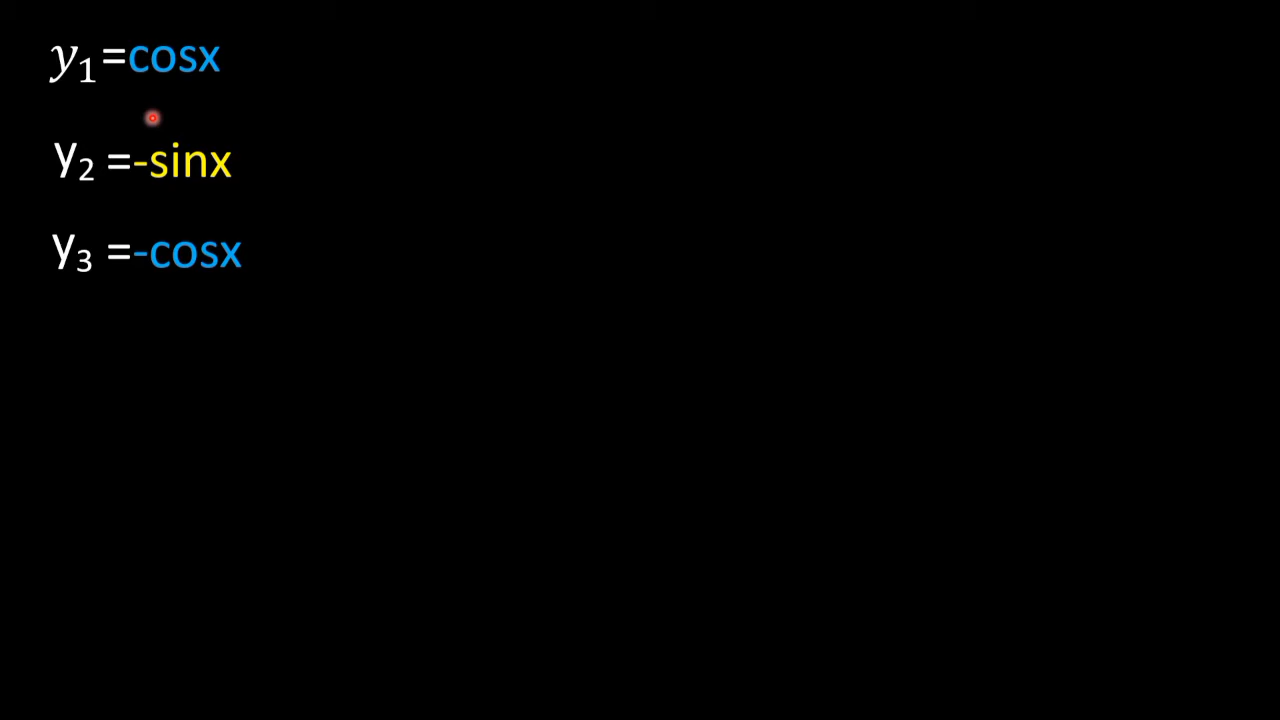 y₁=cosx
y₂ =-sinx
y₃ =-cosx